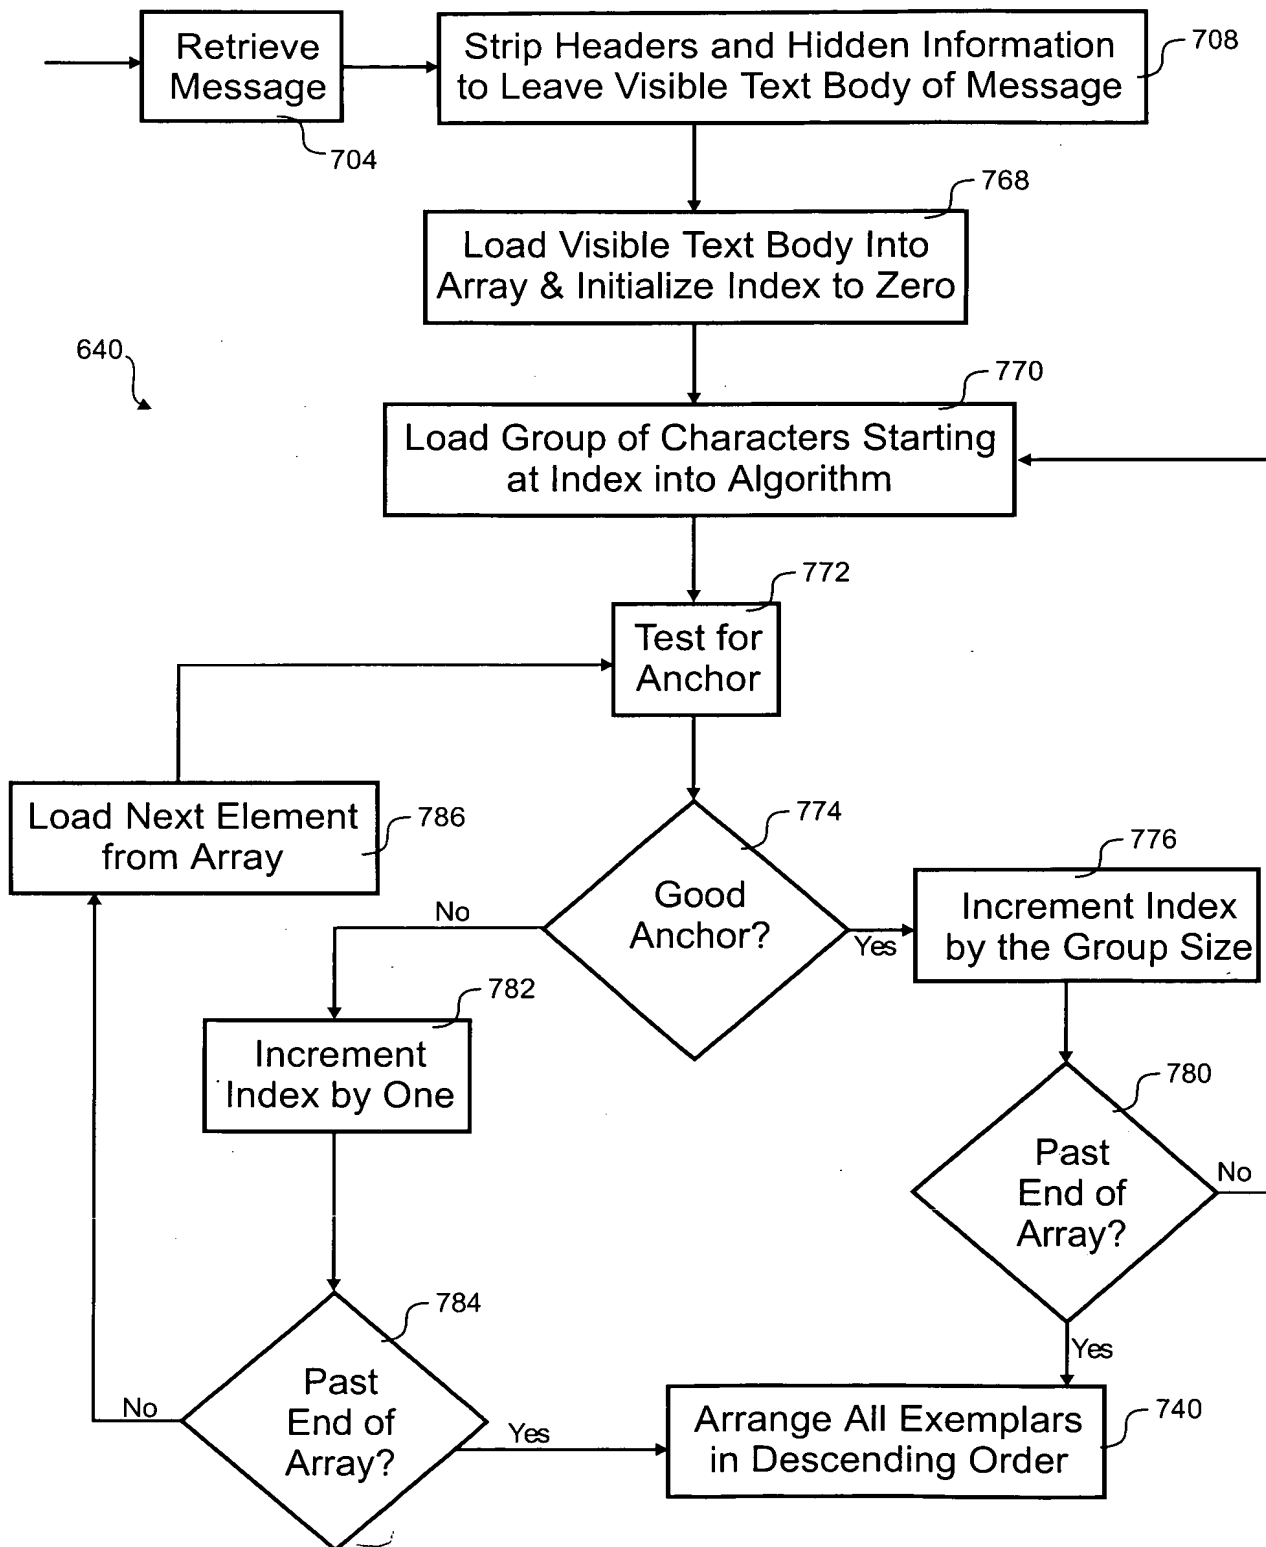 Retrieve
Message
704
Strip Headers and Hidden Information
to Leave Visible Text Body of Message
708
768
Load Visible Text Body Into
Array & Initialize Index to Zero
640
770
Load Group of Characters Starting
at Index into Algorithm
772
Test for
Anchor
Load Next Element
from Array
786
774
Good
Anchor?
No
Yes
776
Increment Index
by the Group Size
782
Increment
Index by One
780
Past
End of
Array?
No
Yes
784
Past
End of
Array?
No
Yes
Arrange All Exemplars
in Descending Order
740